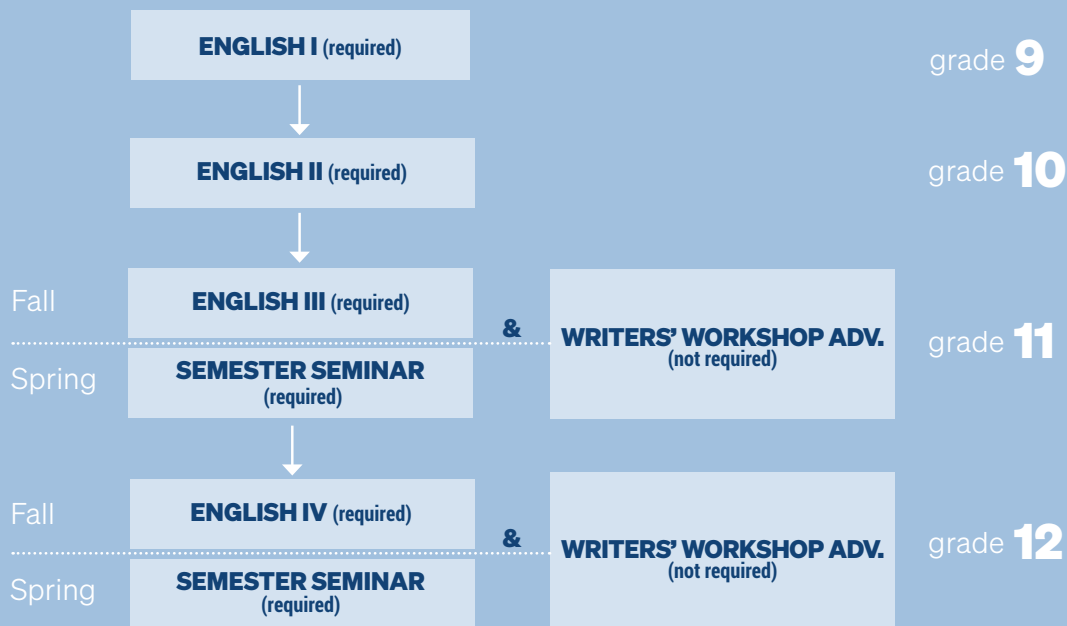 ENGLISH I (required)
grade 9
ENGLISH II (required)
grade 10
Fall
ENGLISH III (required)
&
WRITERS’ WORKSHOP ADV.
(not required)
grade 11
Spring
SEMESTER SEMINAR
(required)
Fall
ENGLISH IV (required)
&
WRITERS’ WORKSHOP ADV.
(not required)
grade 12
Spring
SEMESTER SEMINAR
(required)